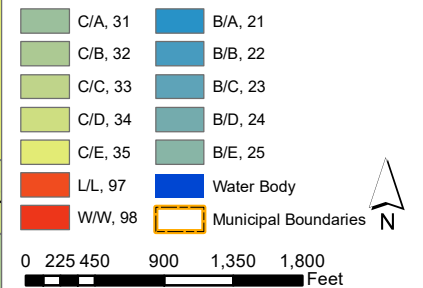 C/A, 31
C/B, 32
C/C, 33
C/D, 34
C/E, 35
L/L, 97
W/W, 98
B/A, 21
B/B, 22
B/C, 23
B/D, 24
B/E, 25
Water Body
Municipal Boundaries
N
0 225 450 900 1,350 1,800
Feet